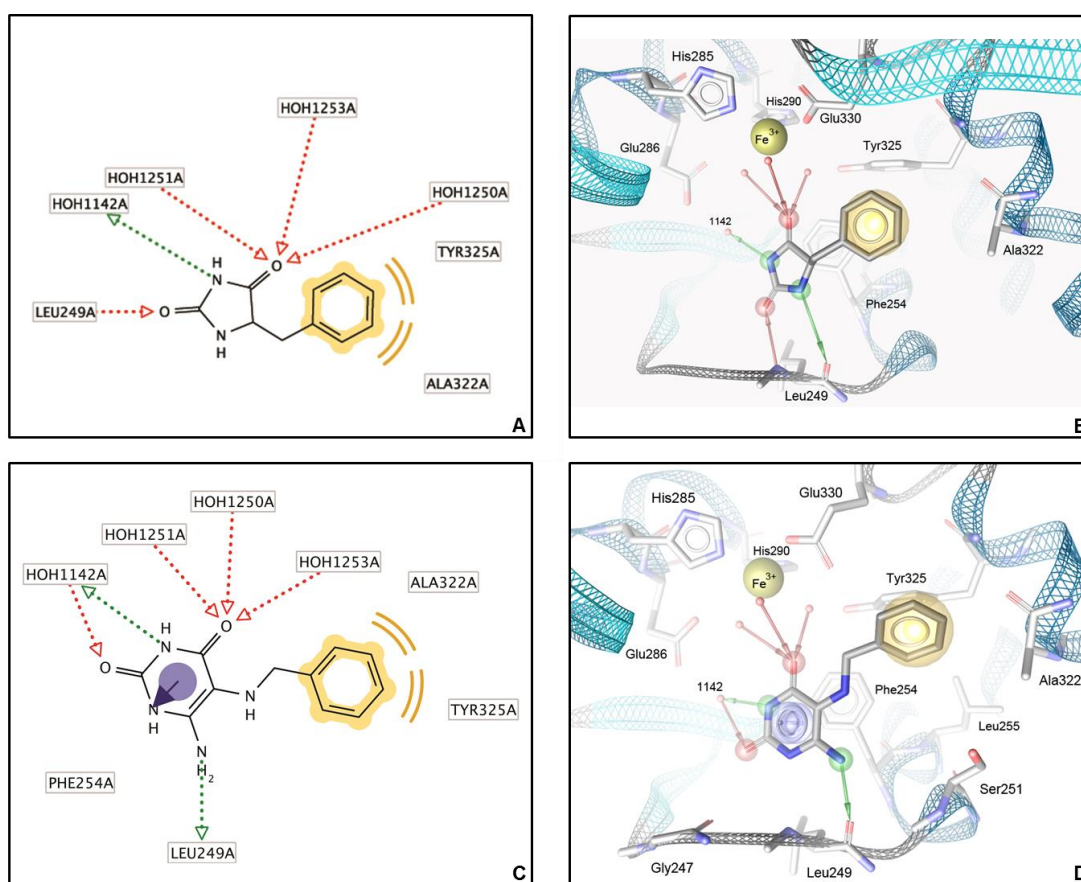 HOH1253A
HOH1251A
HOH1142A
HOH1250A
TYR325A
LEU249A
ALA322A
O
H
N
O
N
H
A
His285
His290
Glu330
Fe3+
Glu286
Tyr325
1142
Ala322
Phe254
Leu249
HOH1250A
HOH1251A
HOH1253A
HOH1142A
ALA322A
H
N
O
O
N
H
N
H
N
H2
TYR325A
PHE254A
LEU249A
C
Glu330
His285
His290
Fe3+
Tyr325
Glu286
1142
Phe254
Ala322
Leu255
Ser251
Gly247
Leu249